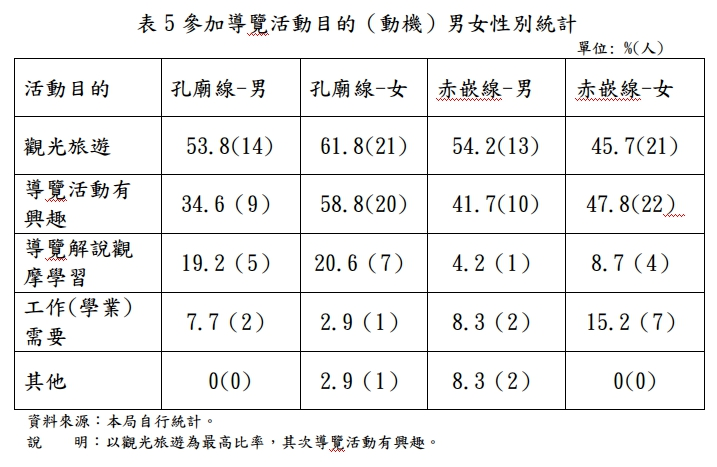 表 5 參加導覽活動目的（動機）男女性別統計
單位: %(人)
活動目的 孔廟線-男 孔廟線-女 赤嵌線-男 赤嵌線-女
觀光旅遊 53.8(14) 61.8(21) 54.2(13) 45.7(21)
導覽活動有
興趣 34.6（9） 58.8(20) 41.7(10) 47.8(22）
導覽解說觀
摩學習 19.2（5） 20.6（7） 4.2（1） 8.7（4）
工作(學業)
需要 7.7（2） 2.9（1） 8.3（2） 15.2（7）
其他 0(0) 2.9（1） 8.3（2） 0(0)
資料來源：本局自行統計。
說　　明：以觀光旅遊為最高比率，其次導覽活動有興趣。